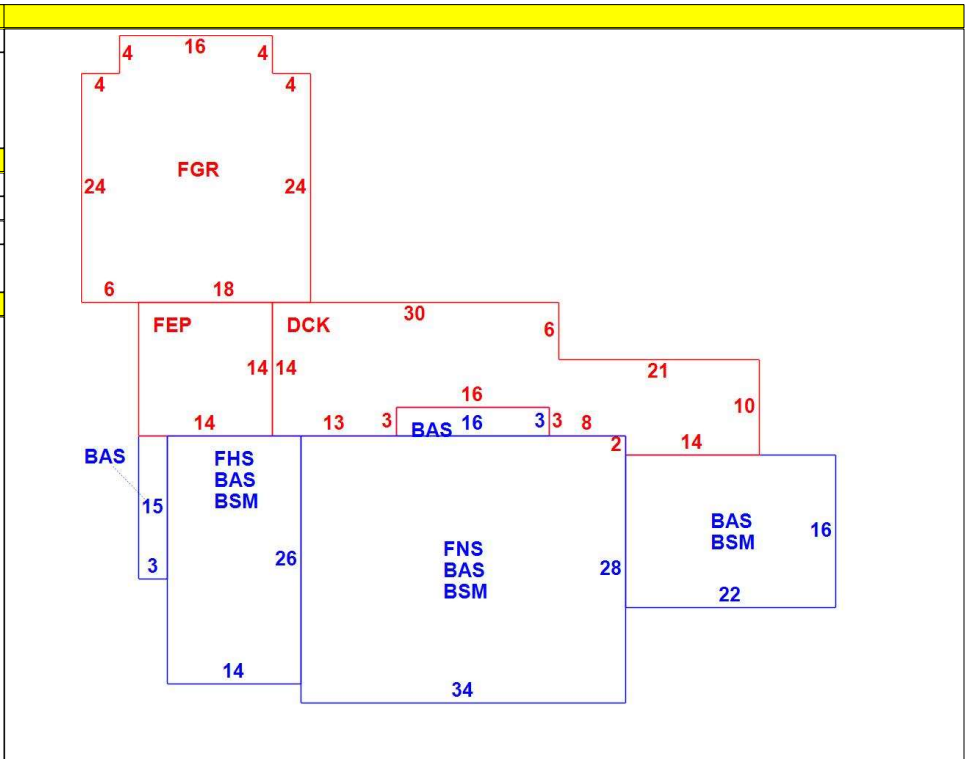 4 16 4
4 4
FGR
24 24
6 18
FEP DCK 30
6
14 14
21
16 10
14 13 3 BAS 16 3 3 8
2 14
BAS FHS
BAS
BSM
15
BAS
BSM 16
FNS
BAS
BSM
26 28
3
22
14
34